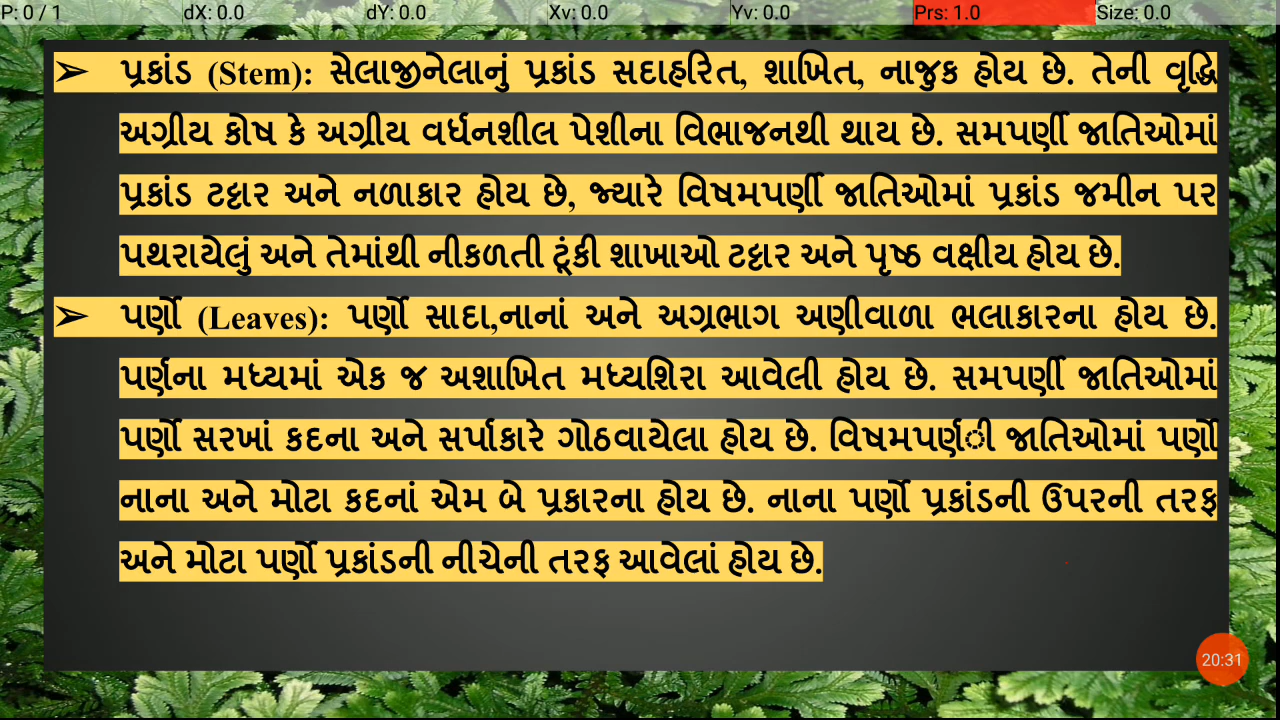 P: 0 / 1 dX: 0.0 dY: 0.0 Xv: 0.0 Yv: 0.0 Prs: 1.0 Size: 0.0
➢ પ્રકાંડ (Stem): સેલાજીનેલાનું પ્રકાંડ સદાહરિત, શાખિત, નાજુક હોય છે. તેની વૃદ્ધિ
અગ્રીય કોષ કે અગ્રીય વર્ધનશીલ પેશીના વિભાજનથી થાય છે. સમપર્ણી જાતિઓમાં
પ્રકાંડ ટટ્ટાર અને નળાકાર હોય છે, જ્યારે વિષમપર્ણી જાતિઓમાં પ્રકાંડ જમીન પર
પથરાયેલું અને તેમાંથી નીકળતી ટૂંકી શાખાઓ ટટ્ટાર અને પૃષ્ઠ વક્ષીય હોય છે.
➢ પર્ણો (Leaves): પર્ણો સાદા,નાનાં અને અગ્રભાગ અણીવાળા ભલાકારના હોય છે.
પર્ણના મધ્યમાં એક જ અશાખિત મધ્યશિરા આવેલી હોય છે. સમપર્ણી જાતિઓમાં
પર્ણો સરખાં કદના અને સર્પાકારે ગોઠવાયેલા હોય છે. વિષમપર્ણી જાતિઓમાં પર્ણો
નાના અને મોટા કદનાં એમ બે પ્રકારના હોય છે. નાના પર્ણો પ્રકાંડની ઉપરની તરફ
અને મોટા પર્ણો પ્રકાંડની નીચેની તરફ આવેલાં હોય છે.
20:31